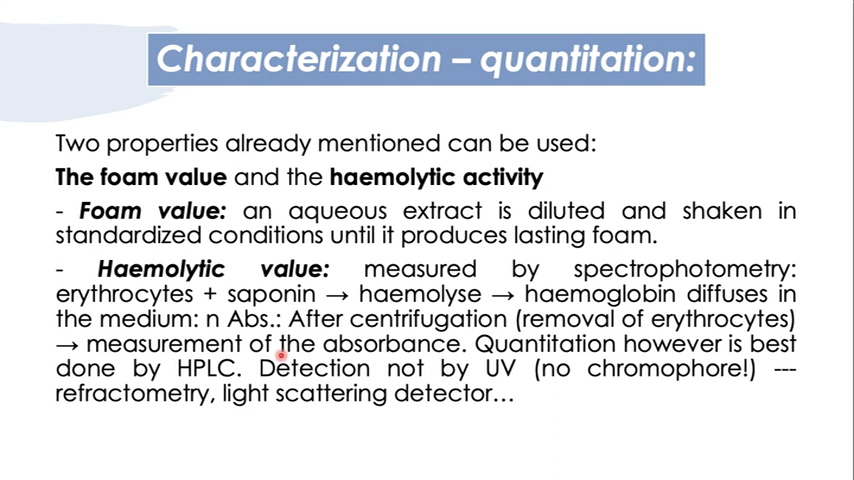 Characterization – quantitation:
Two properties already mentioned can be used:
The foam value and the haemolytic activity
- Foam value: an aqueous extract is diluted and shaken in
standardized conditions until it produces lasting foam.
- Haemolytic value: measured by spectrophotometry:
erythrocytes + saponin → haemolyse → haemoglobin diffuses in
the medium: n Abs.: After centrifugation (removal of erythrocytes)
→ measurement of the absorbance. Quantitation however is best
done by HPLC. Detection not by UV (no chromophore!) ---
refractometry, light scattering detector…